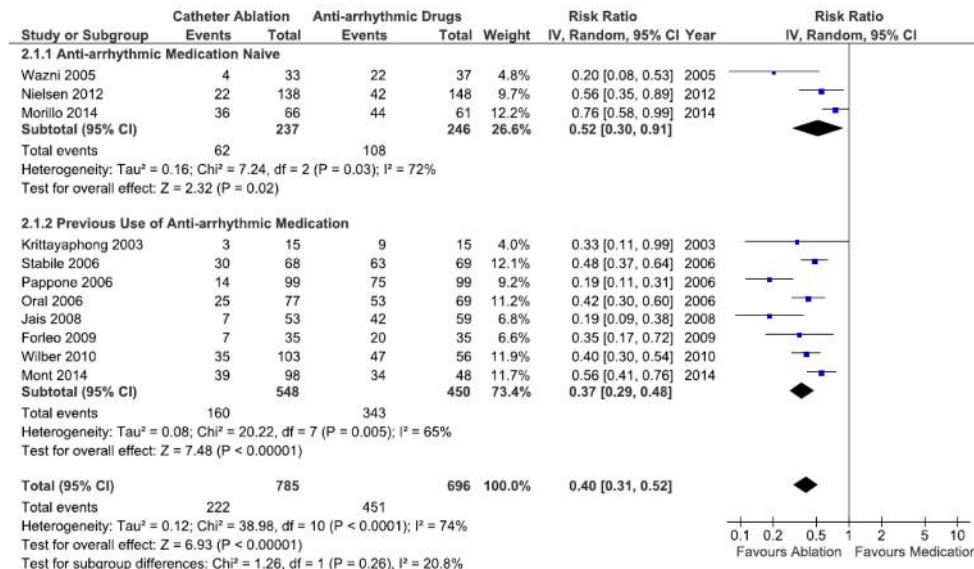 Catheter Ablation Anti-arrhythmic Drugs Risk Ratio Risk Ratio
Study or Subgroup Events Total Events Total Weight IV, Random, 95% CI Year IV, Random, 95% CI
2.1.1 Anti-arrhythmic Medication Naive
Wazni 2005 4 33 22 37 4.8% 0.20 [0.08, 0.53] 2005
Nielsen 2012 22 138 42 148 9.7% 0.56 [0.35, 0.89] 2012
Morillo 2014 36 66 44 61 12.2% 0.76 [0.58, 0.99] 2014
Subtotal (95% CI) 237 246 26.6% 0.52 [0.30, 0.91]
Total events 62 108
Heterogeneity: Tau² = 0.16; Chi² = 7.24, df = 2 (P = 0.03); I² = 72%
Test for overall effect: Z = 2.32 (P = 0.02)
2.1.2 Previous Use of Anti-arrhythmic Medication
Krittayaphong 2003 3 15 9 15 4.0% 0.33 [0.11, 0.99] 2003
Stabile 2006 30 68 63 69 12.1% 0.48 [0.37, 0.64] 2006
Pappone 2006 14 99 75 99 9.2% 0.19 [0.11, 0.31] 2006
Oral 2006 25 77 53 69 11.2% 0.42 [0.30, 0.60] 2006
Jais 2008 7 53 42 59 6.8% 0.19 [0.09, 0.38] 2008
Forleo 2009 7 35 20 35 6.6% 0.35 [0.17, 0.72] 2009
Wilber 2010 35 103 47 56 11.9% 0.40 [0.30, 0.54] 2010
Mont 2014 39 98 34 48 11.7% 0.56 [0.41, 0.76] 2014
Subtotal (95% CI) 548 450 73.4% 0.37 [0.29, 0.48]
Total events 160 343
Heterogeneity: Tau² = 0.08; Chi² = 20.22, df = 7 (P = 0.005); I² = 65%
Test for overall effect: Z = 7.48 (P < 0.00001)
Total (95% CI) 785 696 100.0% 0.40 [0.31, 0.52]
Total events 222 451
Heterogeneity: Tau² = 0.12; Chi² = 38.98, df = 10 (P < 0.0001); I² = 74%
Test for overall effect: Z = 6.93 (P < 0.00001)
Test for subgroup differences: Chi² = 1.26, df = 1 (P = 0.26), I² = 20.8%
0.1 0.2 0.5 1 2 5 10
Favours Ablation Favours Medication